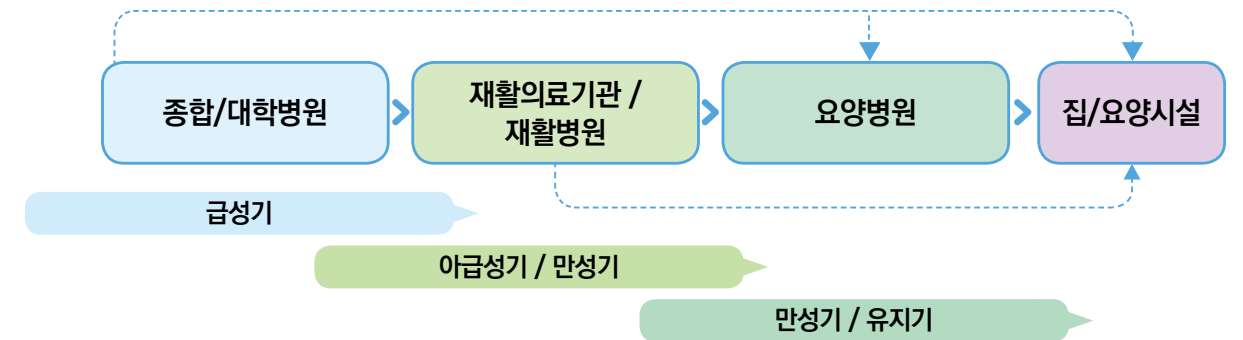 종합/대학병원
재활의료기관 /
재활병원
요양병원
집/요양시설
급성기
아급성기 / 만성기
만성기 / 유지기